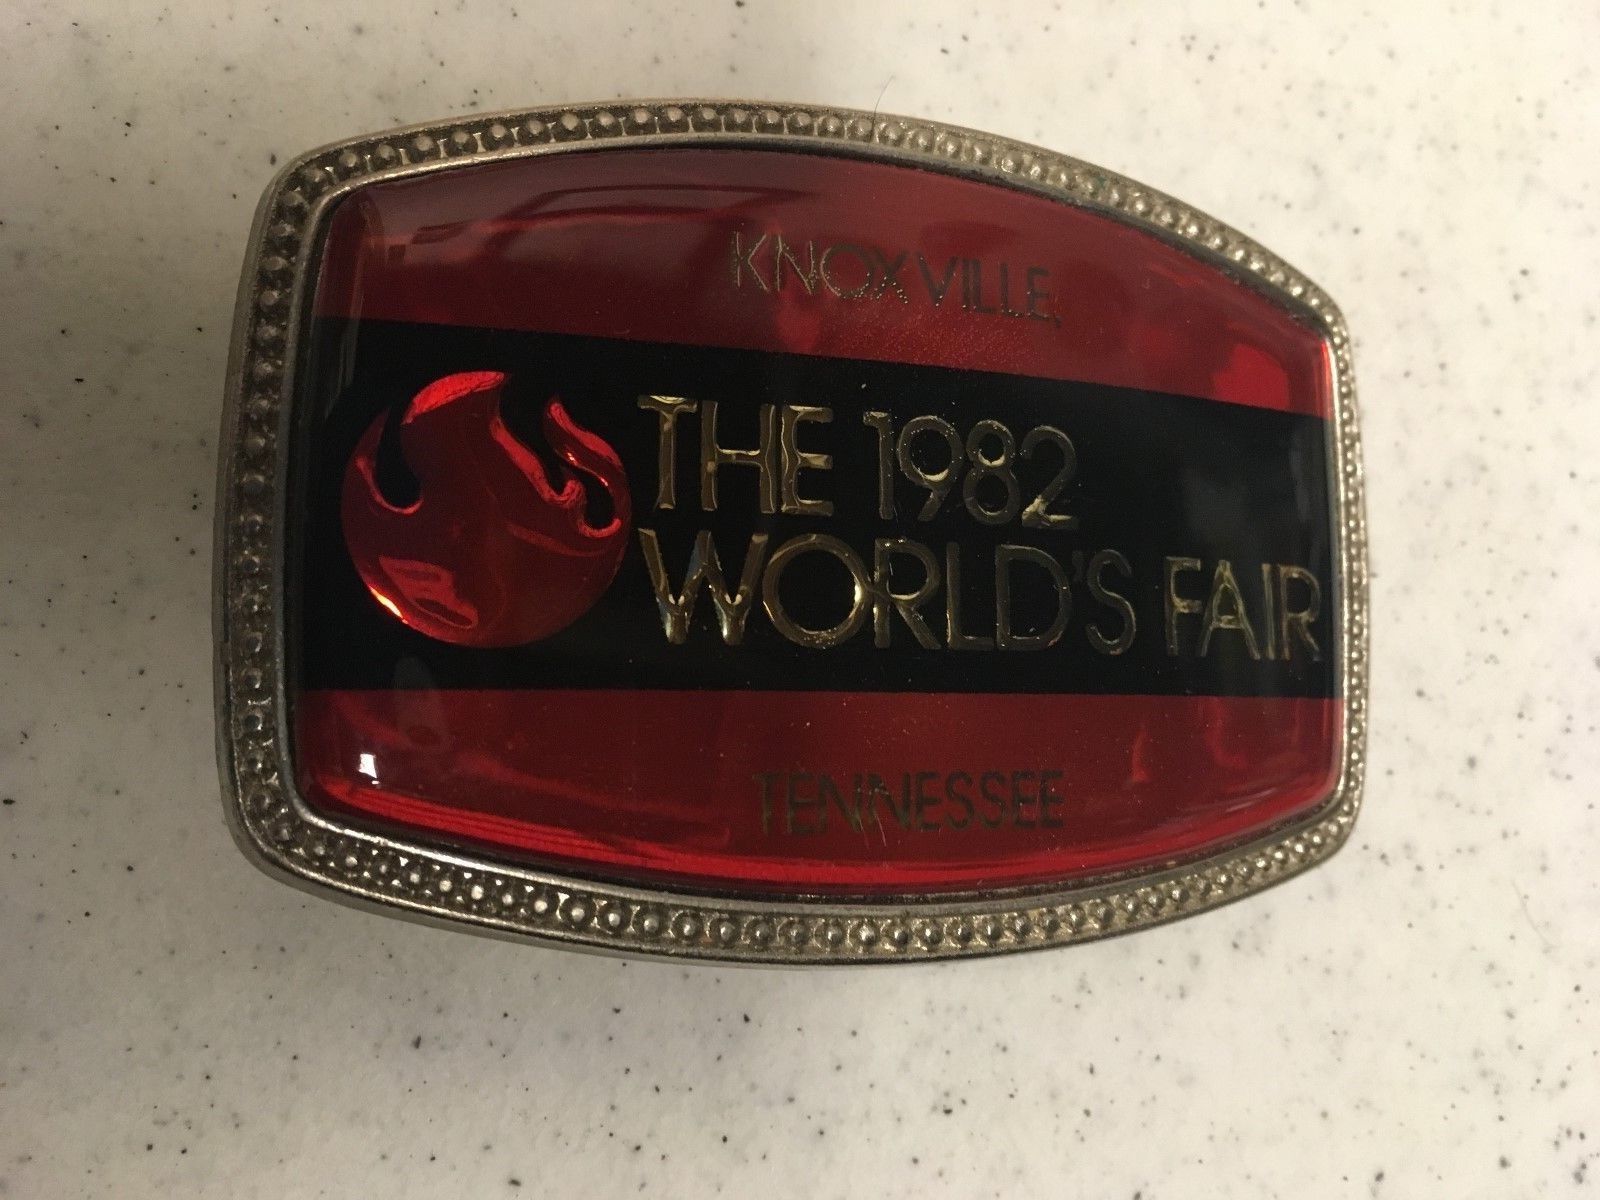 KNOXVILLE,
THE 1982
WORLD'S FAIR
TENNESSEE